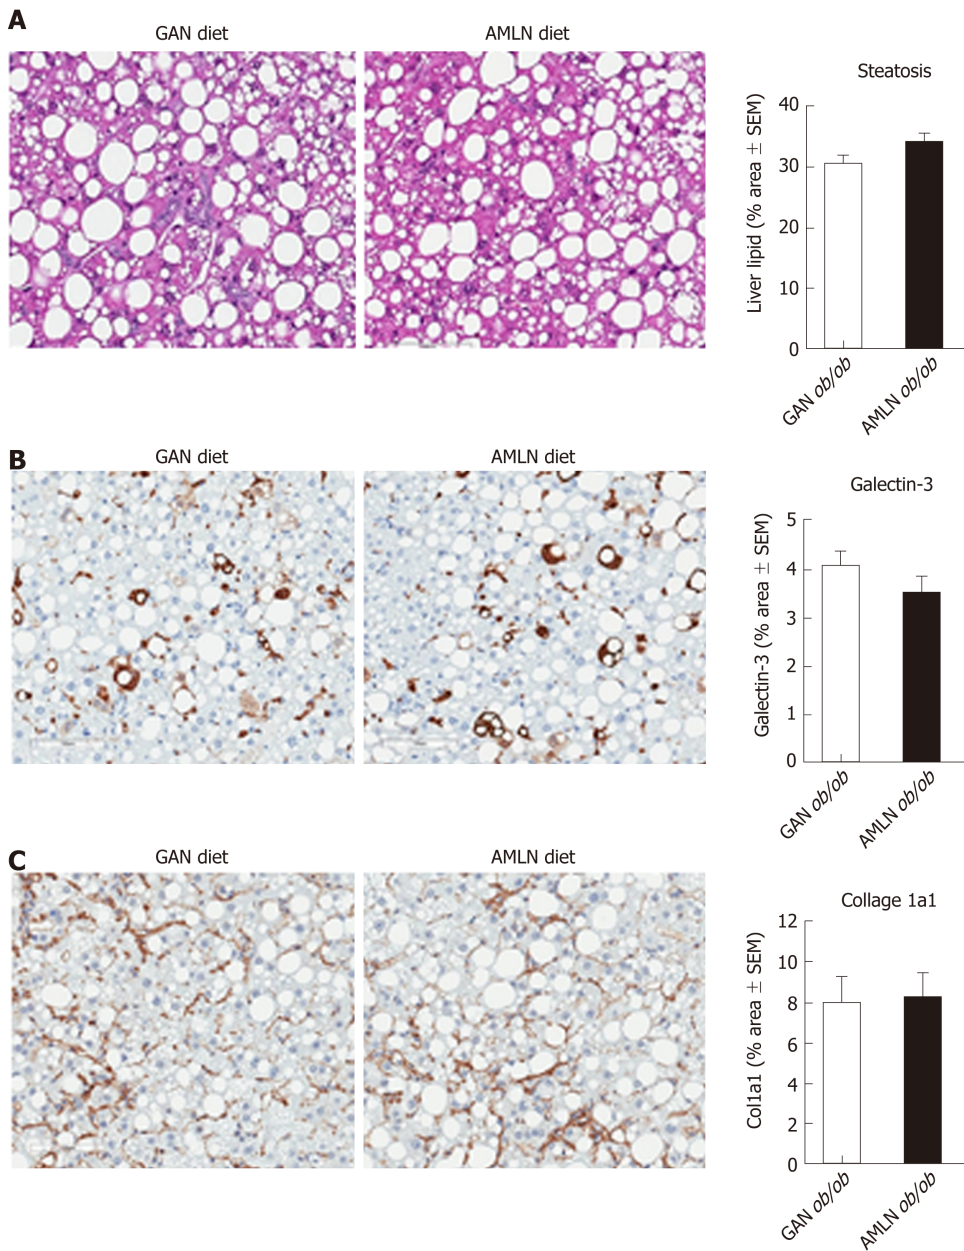 A
GAN diet
AMLN diet
Steatosis
Liver lipid (% area ± SEM)
40
30
20
10
0
GAN ob/ob
AMLN ob/ob
B
GAN diet
AMLN diet
Galectin-3
Galectin-3 (% area ± SEM)
5
4
3
2
1
0
GAN ob/ob
AMLN ob/ob
C
GAN diet
AMLN diet
Collage 1a1
Col1a1 (% area ± SEM)
12
10
8
6
4
2
0
GAN ob/ob
AMLN ob/ob